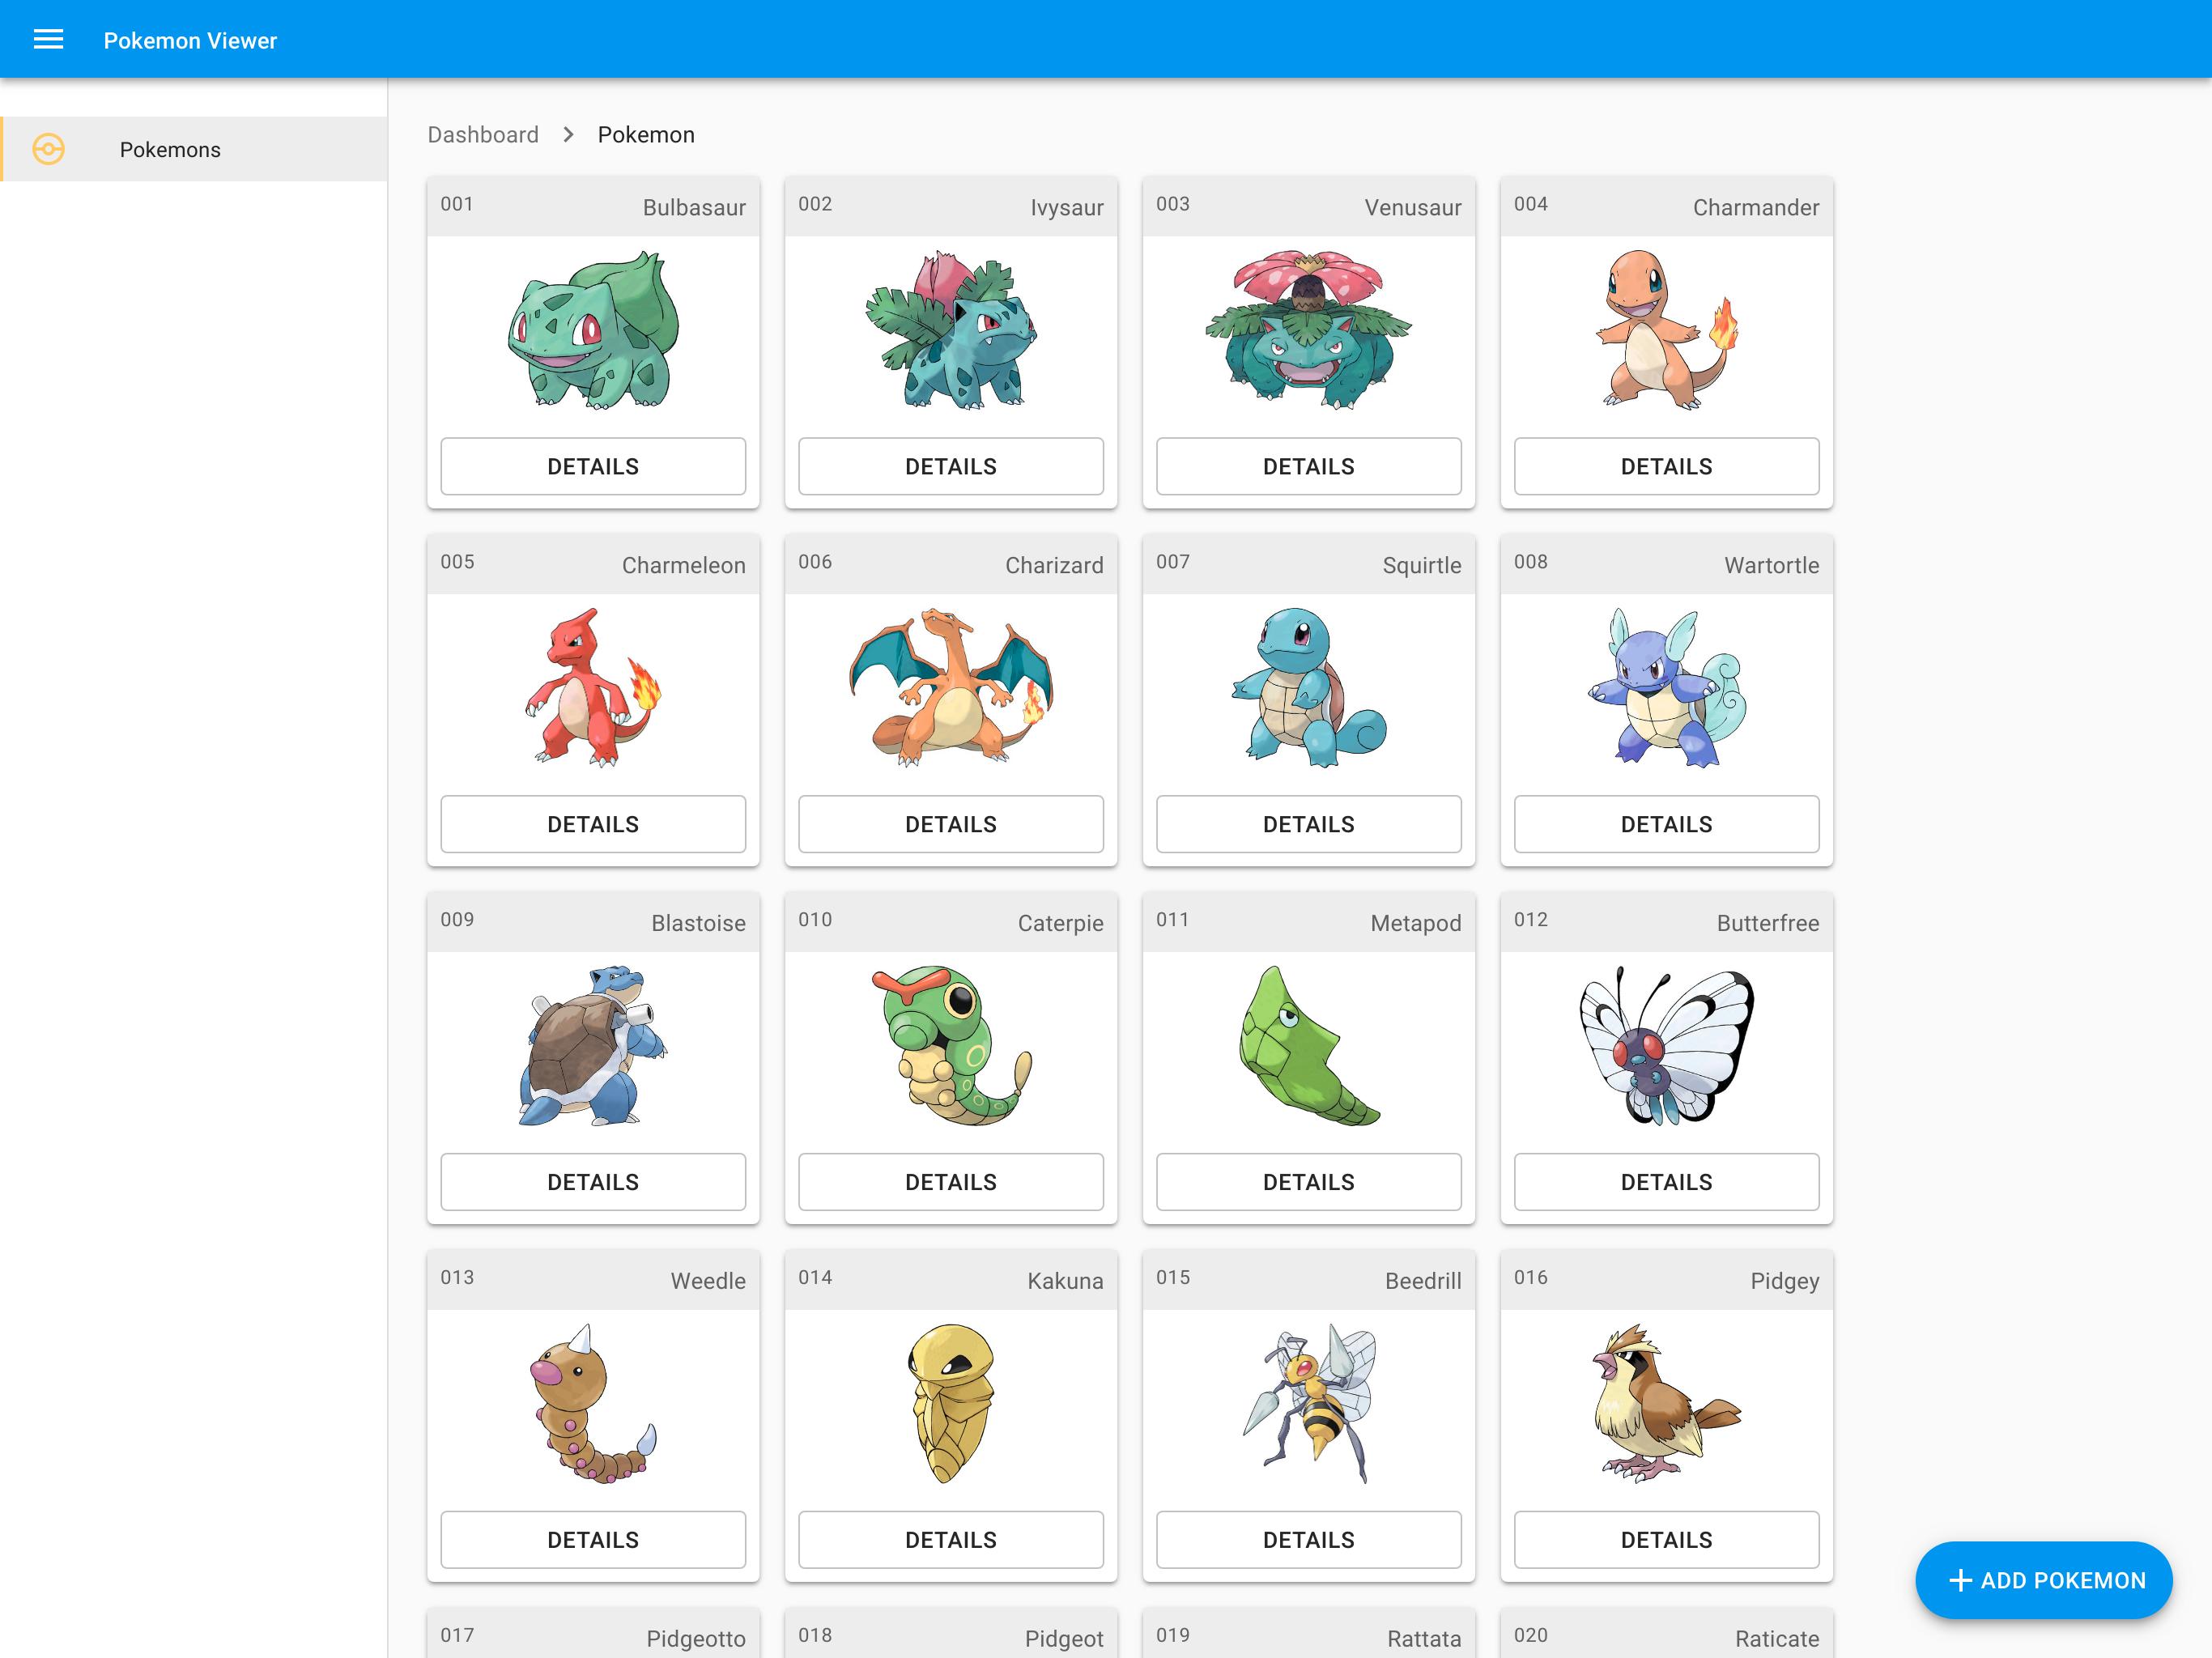 Pokemon Viewer
Pokemons
Dashboard > Pokemon
001 Bulbasaur
002 Ivysaur
003 Venusaur
004 Charmander
DETAILS
DETAILS
DETAILS
DETAILS
005 Charmeleon
006 Charizard
007 Squirtle
008 Wartortle
DETAILS
DETAILS
DETAILS
DETAILS
009 Blastoise
010 Caterpie
011 Metapod
012 Butterfree
DETAILS
DETAILS
DETAILS
DETAILS
013 Weedle
014 Kakuna
015 Beedrill
016 Pidgey
DETAILS
DETAILS
DETAILS
DETAILS
+ ADD POKEMON
017 Pidgeotto
018 Pidgeot
019 Rattata
020 Raticate